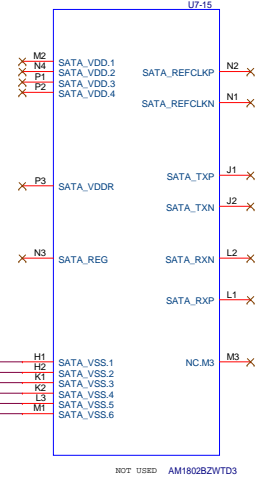 U7-15
M2 SATA_VDD.1
N4 SATA_VDD.2
P1 SATA_VDD.3
P2 SATA_VDD.4
SATA_REFCLKP N2
SATA_REFCLKN N1
SATA_TXP J1
P3 SATA_VDDR
SATA_TXN J2
N3 SATA_REG
SATA_RXN L2
SATA_RXP L1
H1 SATA_VSS.1
NC.M3 M3
H2 SATA_VSS.2
K1 SATA_VSS.3
K2 SATA_VSS.4
L3 SATA_VSS.5
M1 SATA_VSS.6
NOT USED AM1802BZWTD3